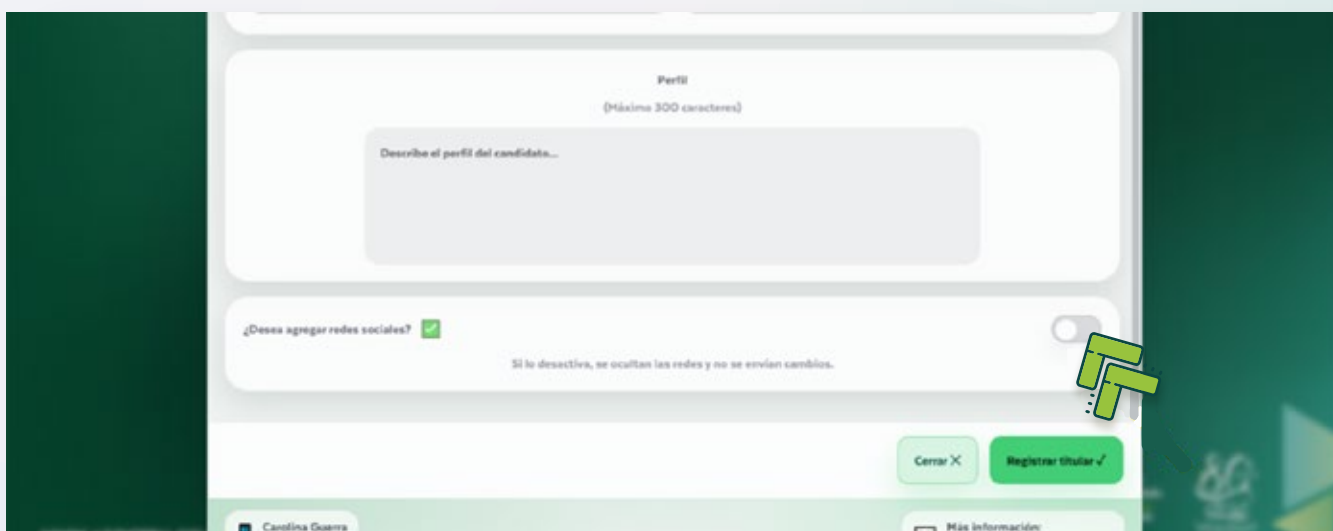 Perfil
(Máximo 300 caracteres)
Describe el perfil del candidato...
¿Desea agregar redes sociales? ✅
Si lo desactiva, se ocultan las redes y no se envían cambios.
Cerrar X
Registrar titular ✓
Carolina Guerra
Más información: